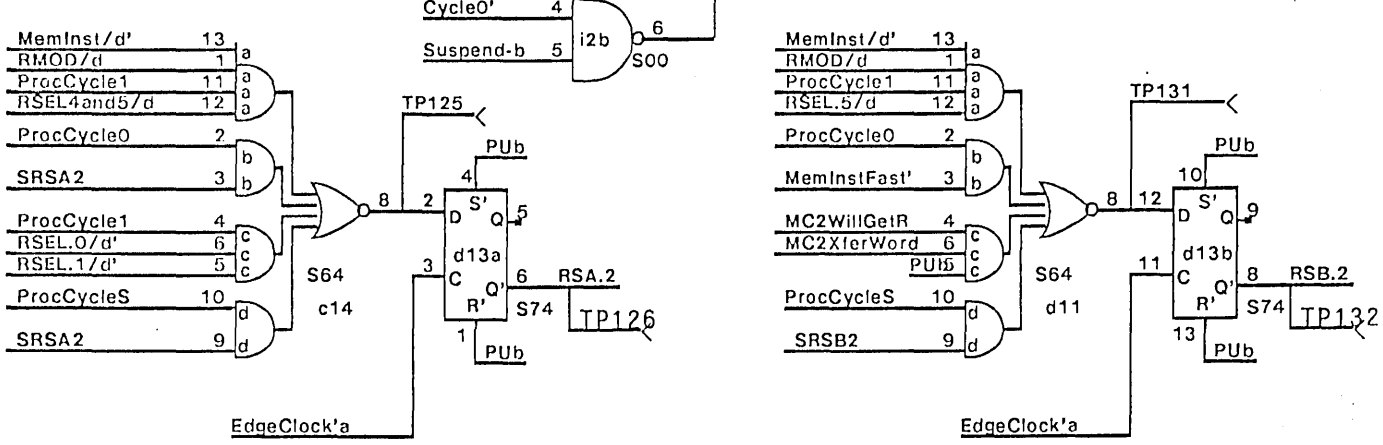 Cycle0' 4
i2b 6
Suspend-b 5 S00
MemInst/d' 13 a
RMOD/d 1 a
ProcCycle1 11 a
RSEL4and5/d 12 a
ProcCycle0 2 b
SRSA2 3 b
ProcCycle1 4 c
RSEL.0/d' 6 c
RSEL.1/d' 5 c
ProcCycleS 10 d
SRSA2 9 d
S64
c14
8
TP125
PUb
4
S'
2 D Q 5
d13a
3 C Q' 6 RSA.2
R' S74
TP126
1
PUb
EdgeClock'a
MemInst/d' 13 a
RMOD/d 1 a
ProcCycle1 11 a
RSEL.5/d 12 a
ProcCycle0 2 b
MemInstFast' 3 b
MC2WillGetR 4 c
MC2XferWord 6 c
c
ProcCycleS 10 d
SRSB2 9 d
S64
d11
8
TP131
PUb
10
S'
12 D Q 9
d13b
11 C Q' 8 RSB.2
R' S74
TP132
13
PUb
EdgeClock'a